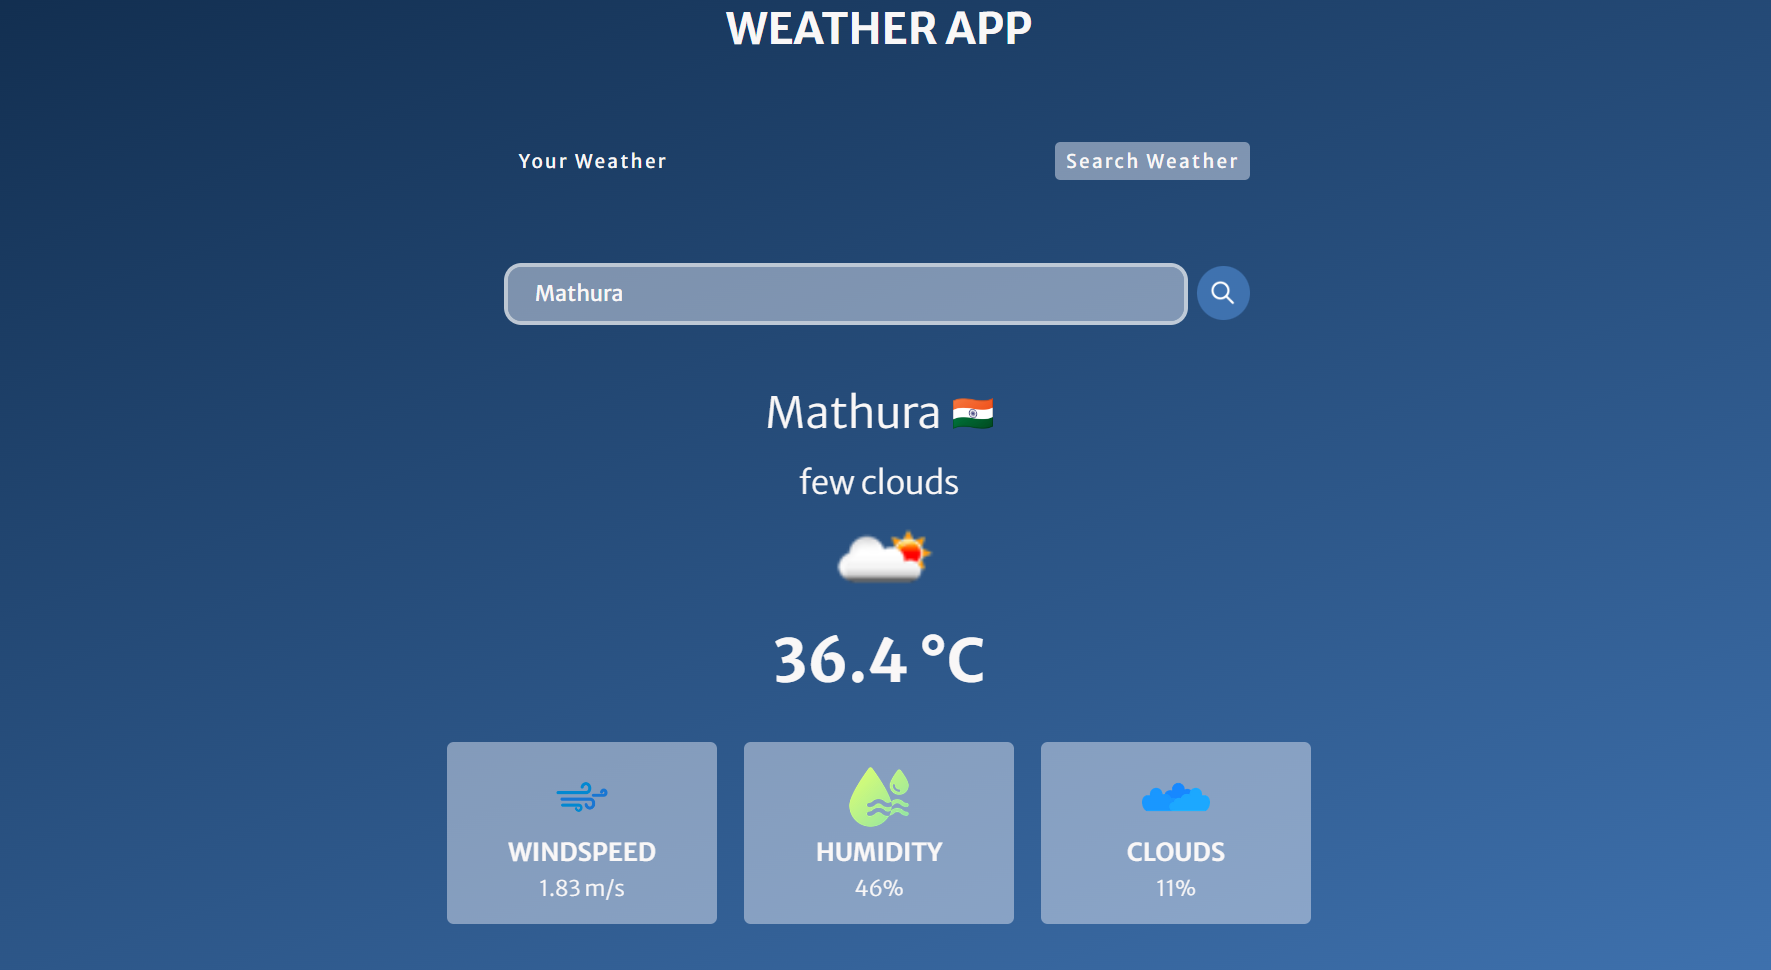 WEATHER APP
Your Weather
Search Weather
Mathura
Mathura
few clouds
36.4 °C
WINDSPEED
1.83 m/s
HUMIDITY
46%
CLOUDS
11%